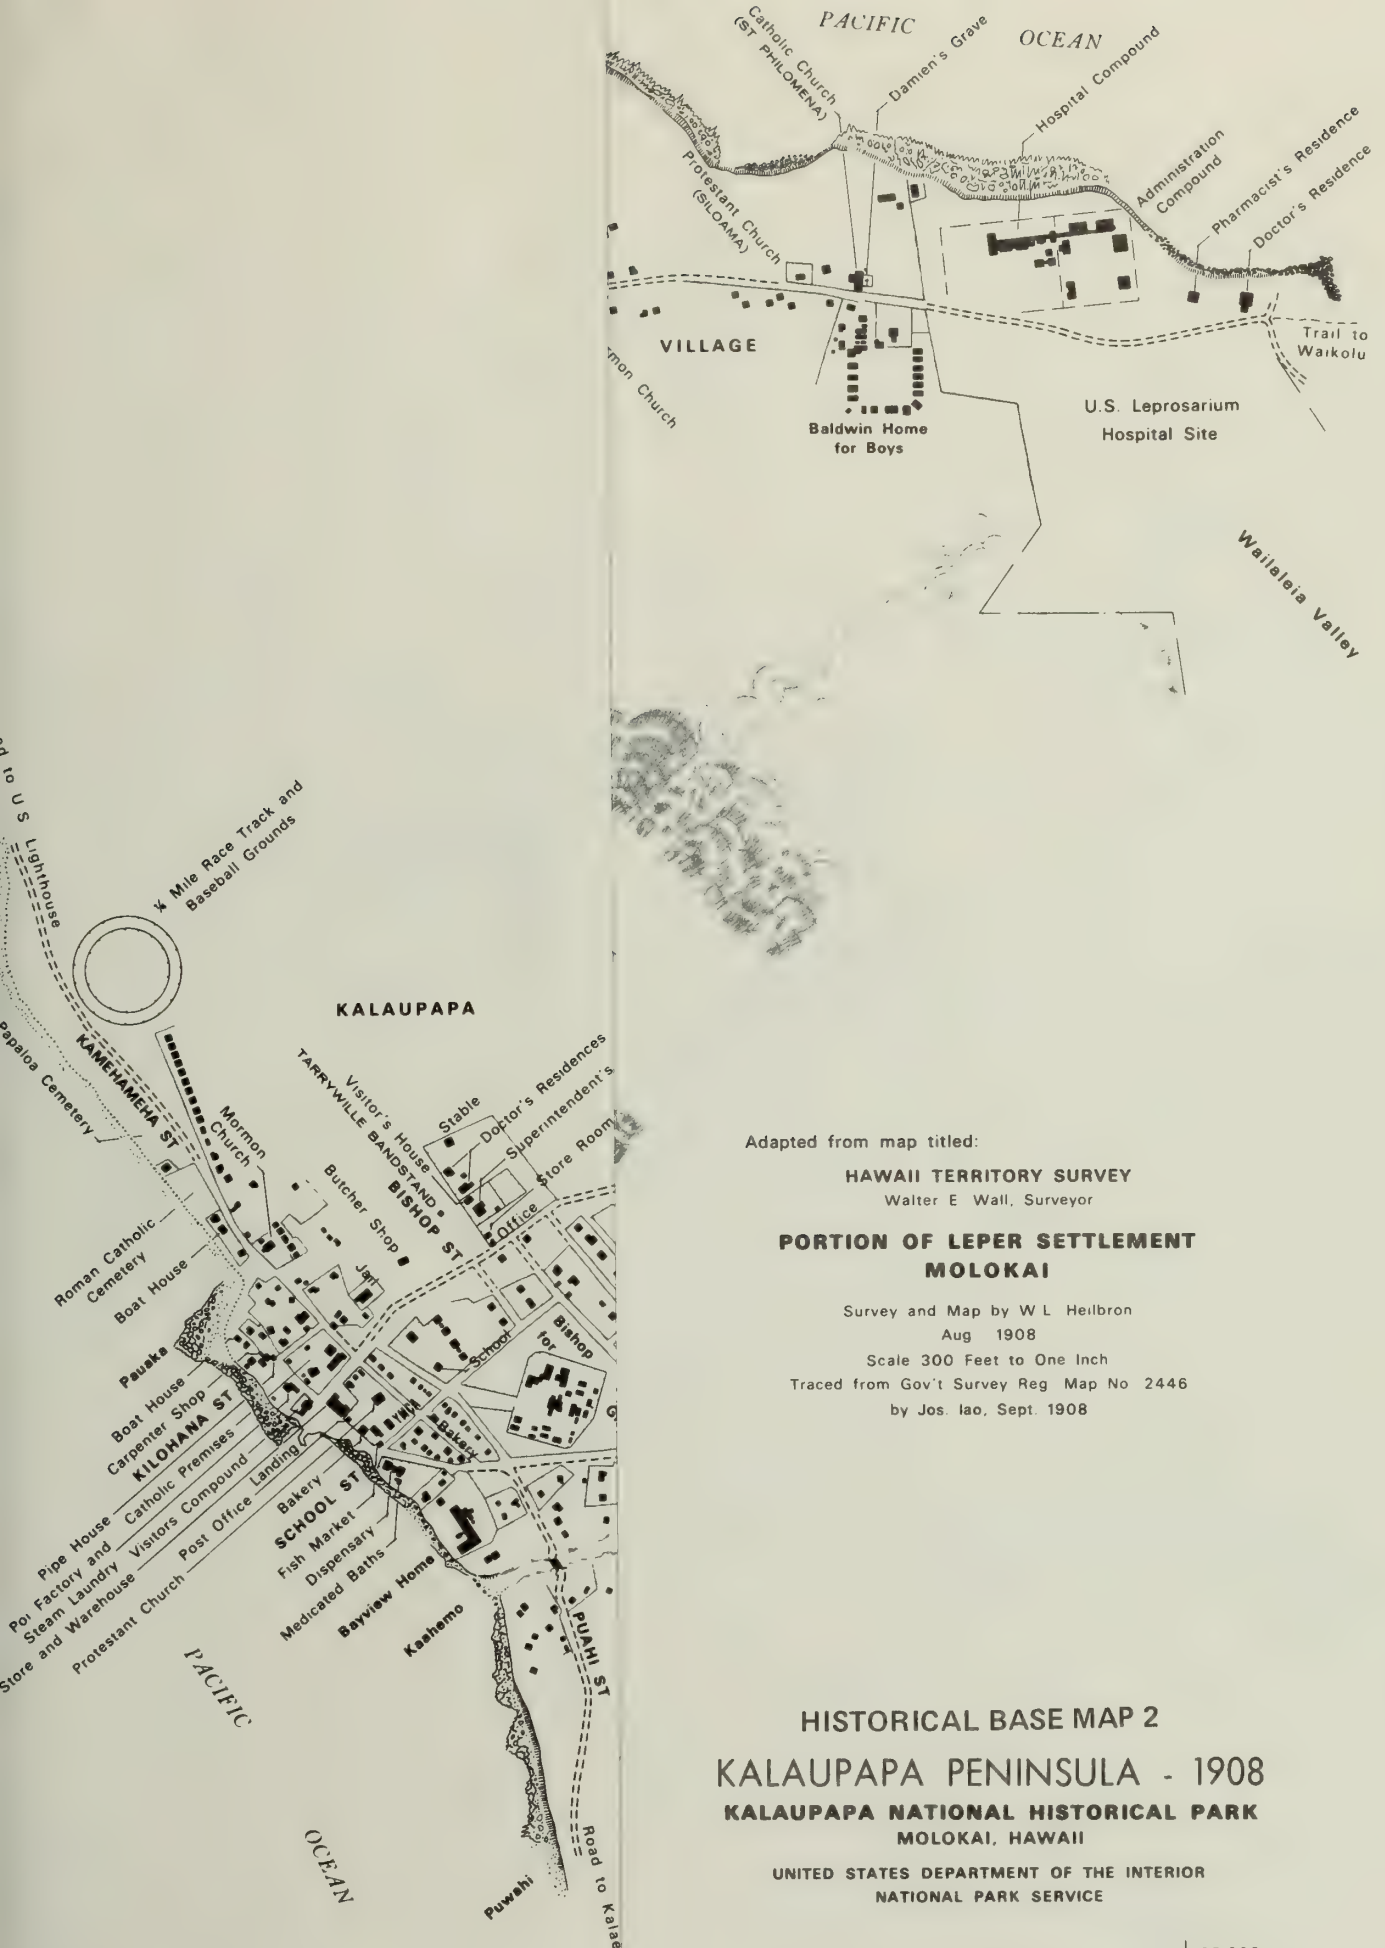 PACIFIC
OCEAN
Catholic Church
(ST PHILOMENA)
Damien's Grave
Hospital Compound
Administration
Compound
Pharmacist's Residence
Doctor's Residence
Protestant Church
(SILOAMA)
VILLAGE
Trail to
Waikolu
mon Church
Baldwin Home
for Boys
U.S. Leprosarium
Hospital Site
Wailaleia Valley
to U S Lighthouse
¼ Mile Race Track and
Baseball Grounds
KALAUPAPA
Papaloa Cemetery
KAMEHAMEHA ST
Mormon
Church
Visitor's House
TARRYWILLE BANDSTAND
BISHOP ST
Butcher Shop
Stable
Doctor's Residences
Superintendent's
Store Room
Office
Roman Catholic
Cemetery
Boat House
Jail
School
Bishop
for
G
Pauaka
Boat House
Carpenter Shop
KILOHANA ST
YMCA
Bakery
Pipe House
Poi Factory and
Steam Laundry
Catholic Premises
Visitors Compound
Store and Warehouse
Post Office
Landing
Protestant Church
Bakery
SCHOOL ST
Fish Market
Dispensary
Medicated Baths
Bayview Home
Kaahemo
PUAHI ST
PACIFIC
OCEAN
Puwahi
Road to Kalae
Adapted from map titled:
HAWAII TERRITORY SURVEY
Walter E Wall, Surveyor
PORTION OF LEPER SETTLEMENT
MOLOKAI
Survey and Map by W L Heilbron
Aug 1908
Scale 300 Feet to One Inch
Traced from Gov't Survey Reg Map No 2446
by Jos. Iao, Sept. 1908
HISTORICAL BASE MAP 2
KALAUPAPA PENINSULA - 1908
KALAUPAPA NATIONAL HISTORICAL PARK
MOLOKAI, HAWAII
UNITED STATES DEPARTMENT OF THE INTERIOR
NATIONAL PARK SERVICE